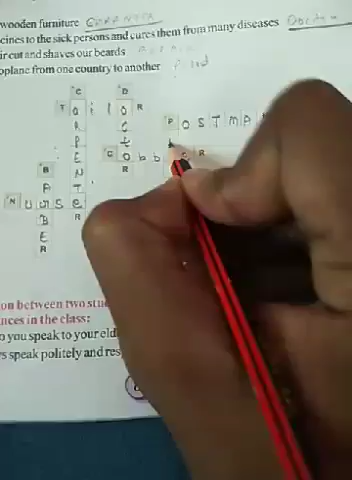 wooden furniture CARPANTER
cines to the sick persons and cures them from many diseases Doctor
ir cut and shaves our beards
oplane from one country to another
C D
T a i l o R
R C P O S T M A
P t
B E C o b b R
A N R
T
N u r s e
B R
E
R
on between two stu
nces in the class:
o you speak to your eld
s speak politely and res